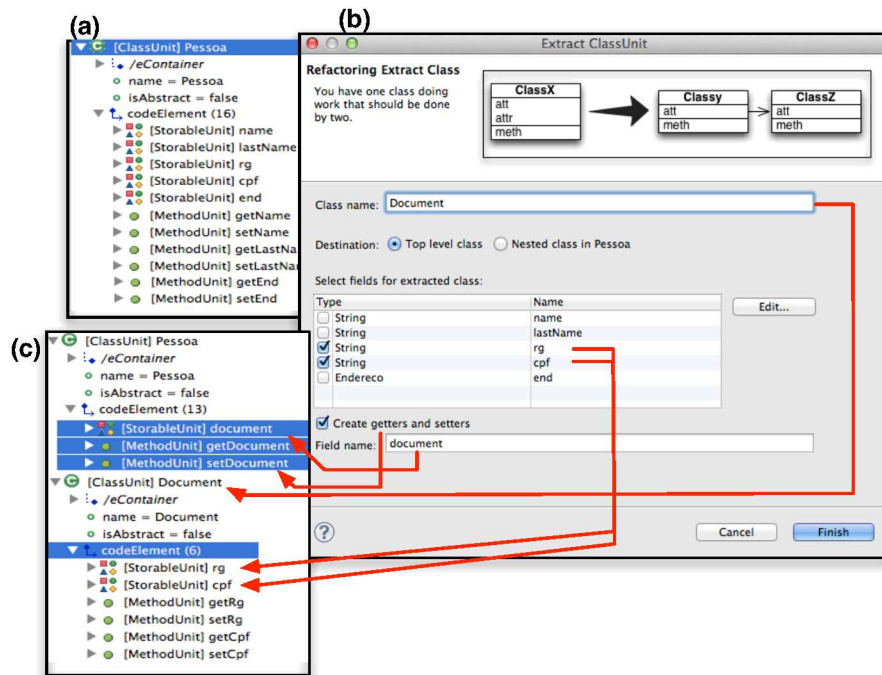 (a)
[ClassUnit] Pessoa
/eContainer
name = Pessoa
isAbstract = false
codeElement (16)
[StorableUnit] name
[StorableUnit] lastName
[StorableUnit] rg
[StorableUnit] cpf
[StorableUnit] end
[MethodUnit] getName
[MethodUnit] setName
[MethodUnit] getLastNa
[MethodUnit] setLastNa
[MethodUnit] getEnd
[MethodUnit] setEnd
(b)
Extract ClassUnit
Refactoring Extract Class
You have one class doing
work that should be done
by two.
ClassX
att
attr
meth
Classy
att
meth
ClassZ
att
meth
Class name: Document
Destination: Top level class Nested class in Pessoa
Select fields for extracted class:
Type Name
String name
String lastName
String rg
String cpf
Endereco end
Edit...
Create getters and setters
Field name: document
?
Cancel Finish
(c)
[ClassUnit] Pessoa
/eContainer
name = Pessoa
isAbstract = false
codeElement (13)
[StorableUnit] document
[MethodUnit] getDocument
[MethodUnit] setDocument
[ClassUnit] Document
/eContainer
name = Document
isAbstract = false
codeElement (6)
[StorableUnit] rg
[StorableUnit] cpf
[MethodUnit] getRg
[MethodUnit] setRg
[MethodUnit] getCpf
[MethodUnit] setCpf